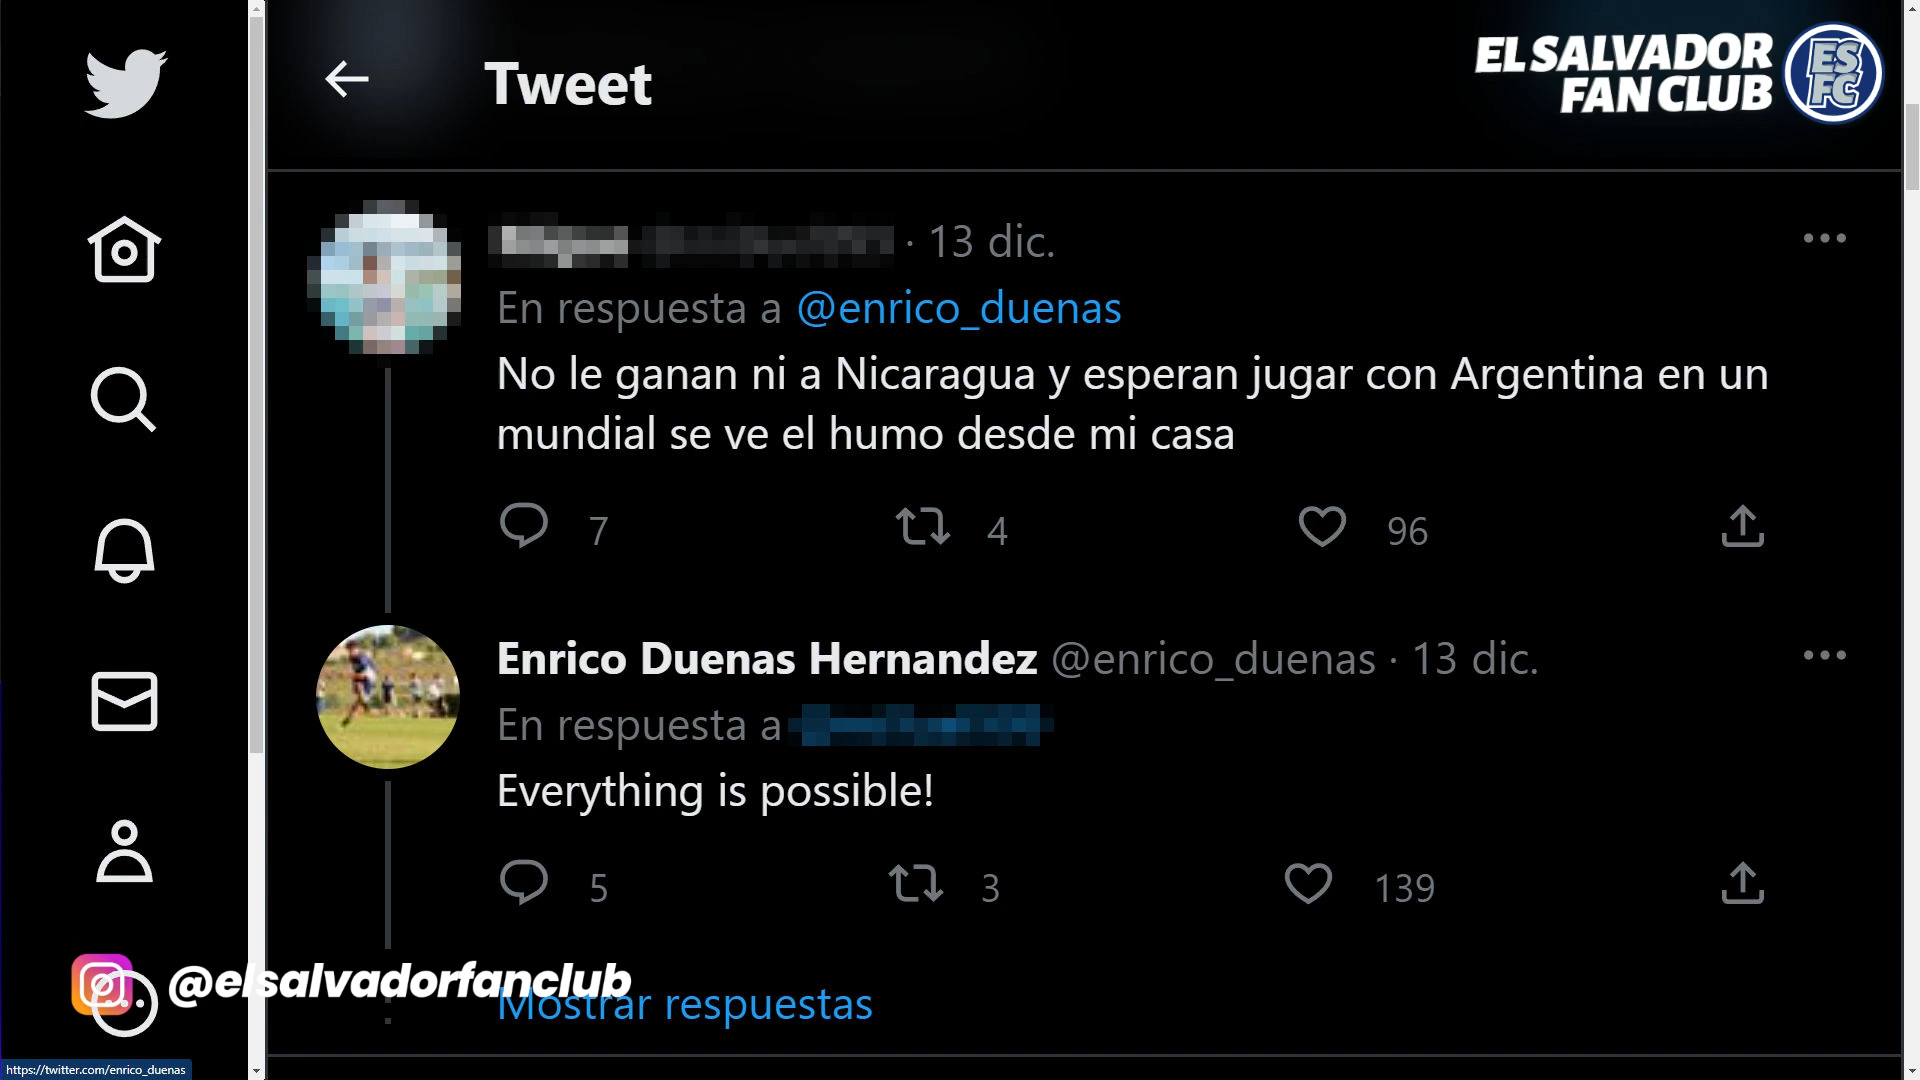 Tweet
EL SALVADOR
FAN CLUB
ES
FC
· 13 dic.
En respuesta a @enrico_duenas
No le ganan ni a Nicaragua y esperan jugar con Argentina en un
mundial se ve el humo desde mi casa
7 4 96
Enrico Duenas Hernandez @enrico_duenas · 13 dic.
En respuesta a
Everything is possible!
5 3 139
@elsalvadorfanclub
Mostrar respuestas
https://twitter.com/enrico_duenas